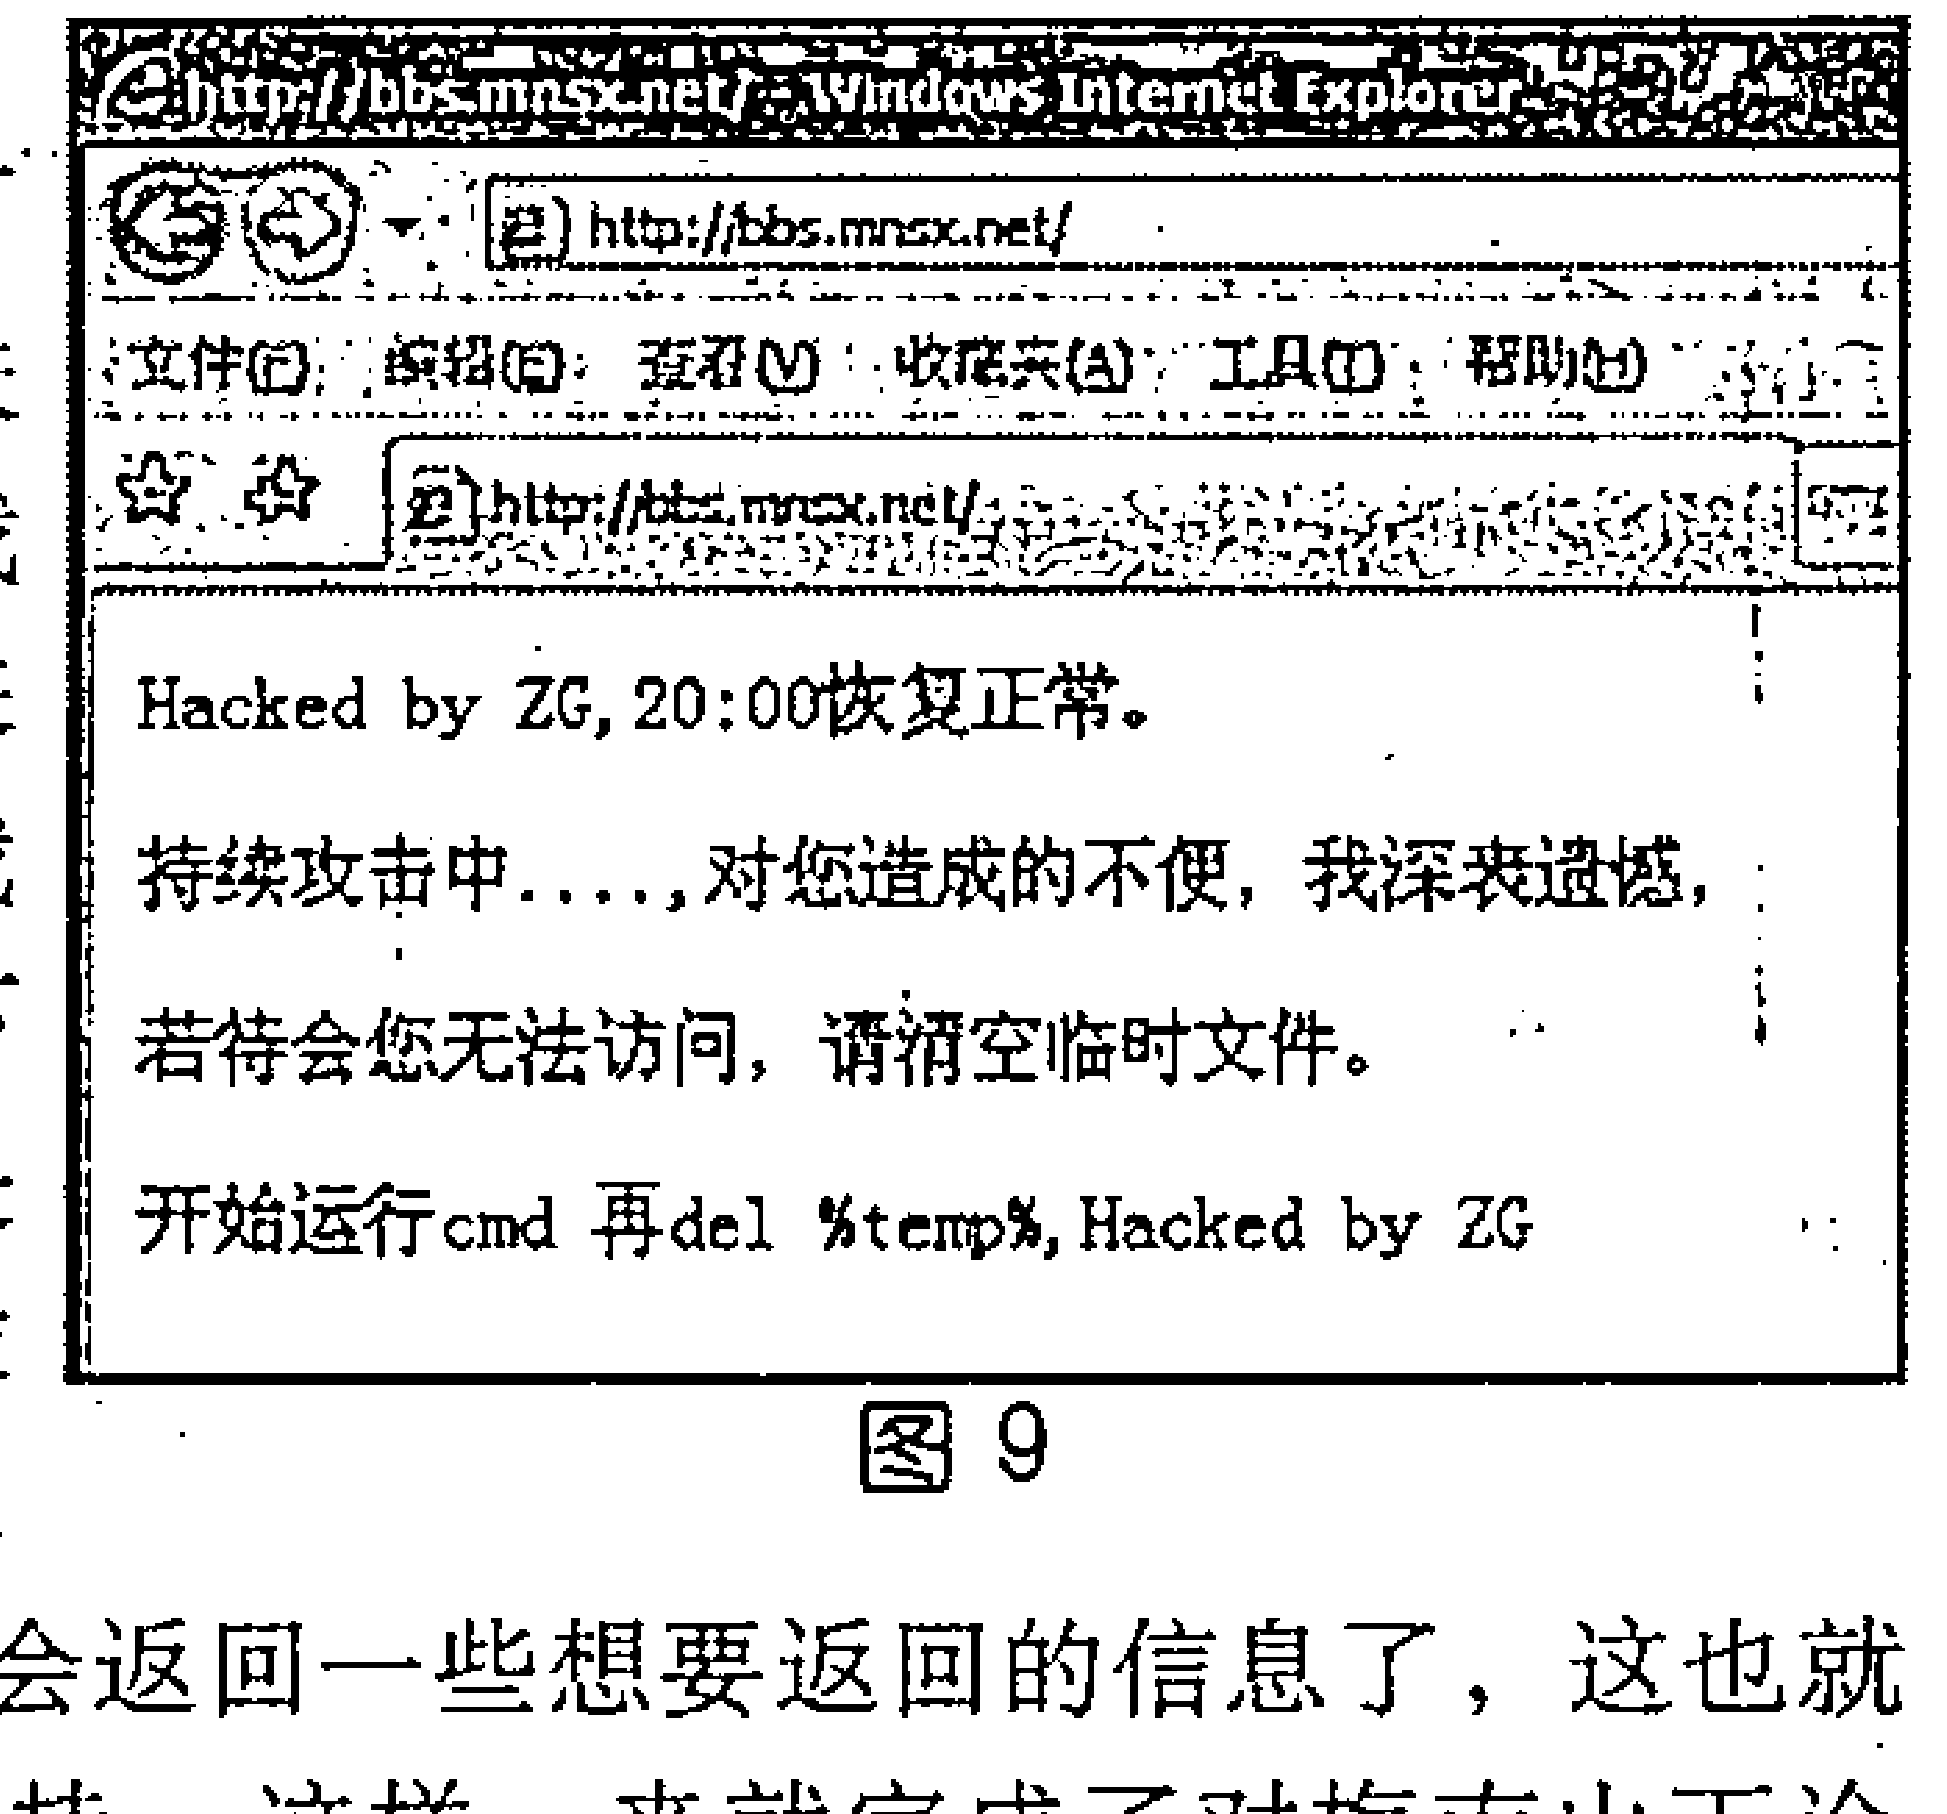 http://bbs.mnsx.net/ - Windows Internet Explorer
http://bbs.mnsx.net/
文件(F) 编辑(E) 查看(V) 收藏夹(A) 工具(T) 帮助(H)
http://bbs.mnsx.net/
Hacked by ZG,20:00恢复正常。
持续攻击中....,对您造成的不便，我深表遗憾，
若待会您无法访问，请清空临时文件。
开始运行cmd 再del %temp%,Hacked by ZG
图 9
会返回一些想要返回的信息了，这也就